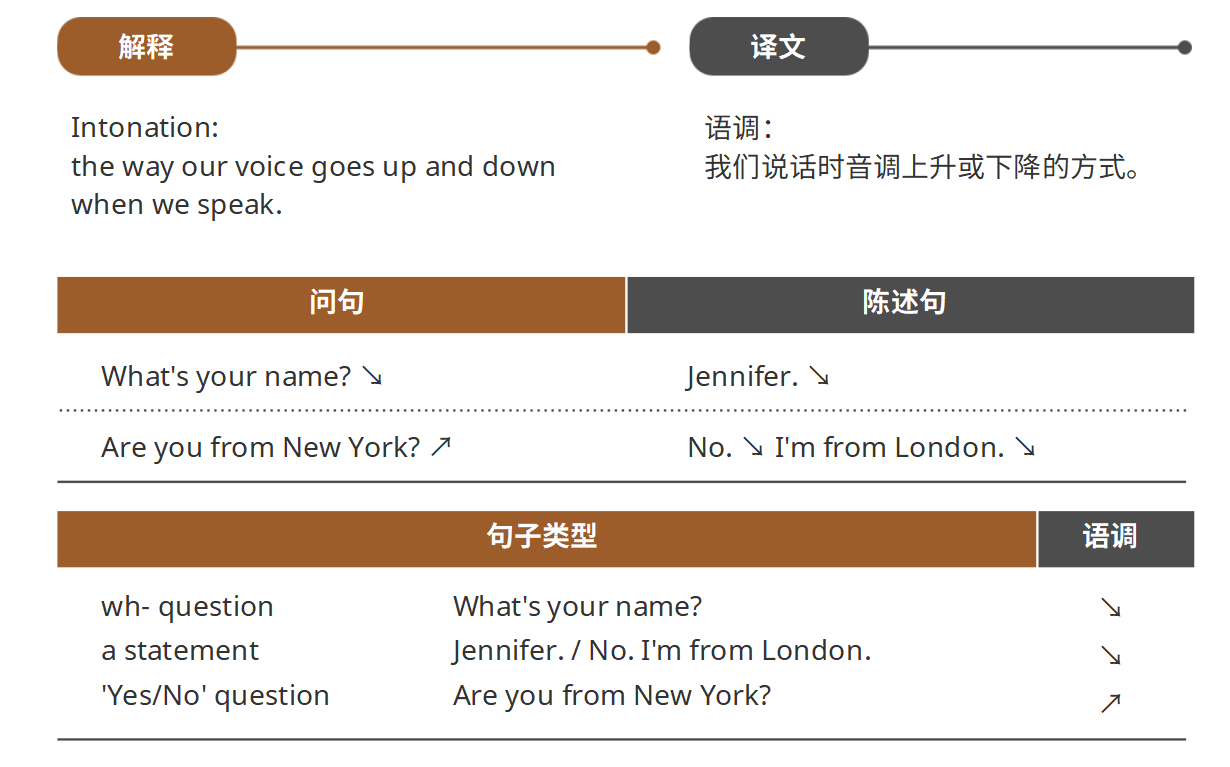 解释
译文
Intonation:
the way our voice goes up and down
when we speak.
语调：
我们说话时音调上升或下降的方式。
问句
陈述句
What's your name? ↘
Jennifer. ↘
Are you from New York? ↗
No. ↘ I'm from London. ↘
句子类型
语调
wh- question
What's your name?
↘
a statement
Jennifer. / No. I'm from London.
↘
'Yes/No' question
Are you from New York?
↗